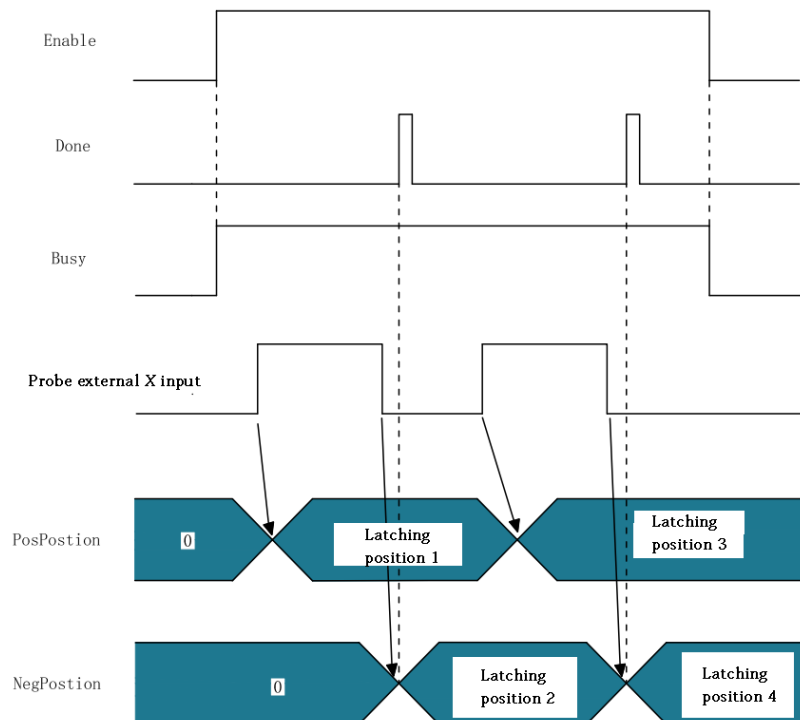 Enable
Done
Busy
Probe external X input
PosPostion
0
Latching
position 1
Latching
position 3
NegPostion
0
Latching
position 2
Latching
position 4